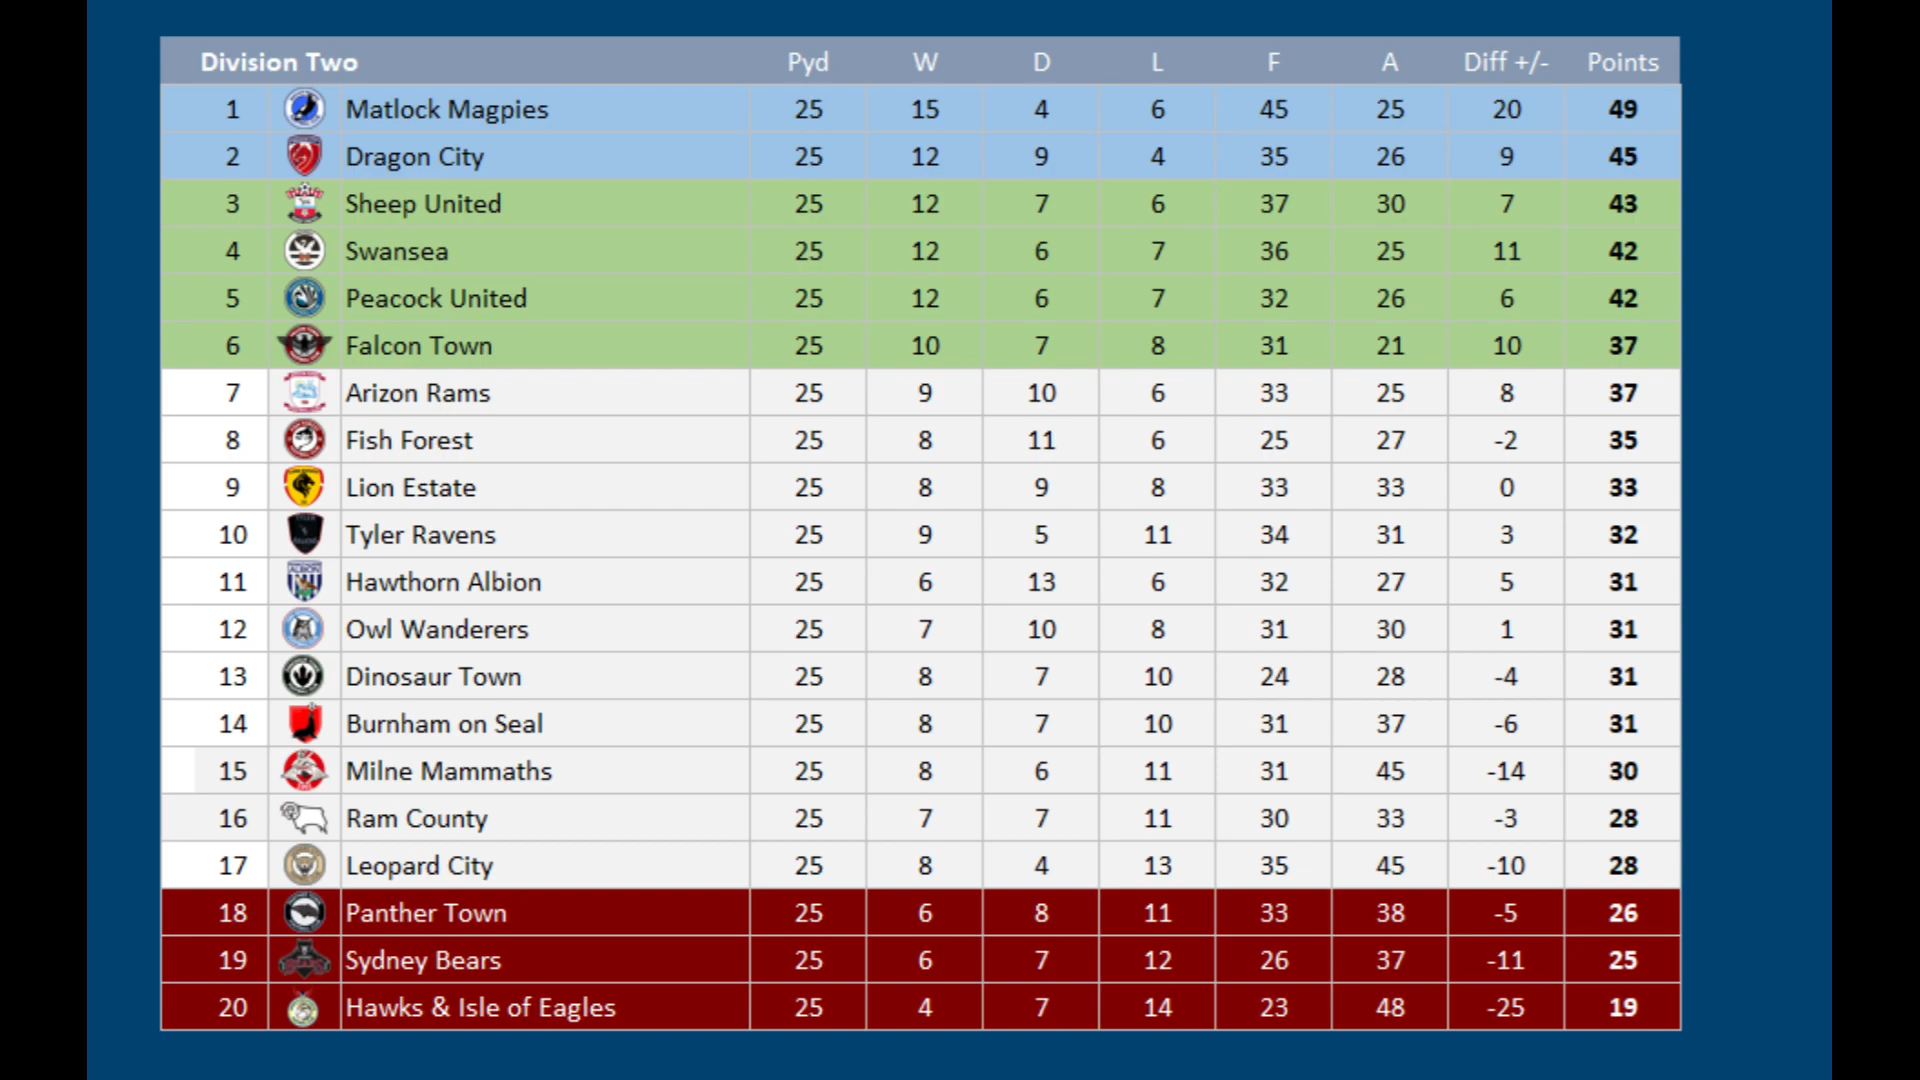 Division Two Pyd W D L F A Diff +/- Points
1 Matlock Magpies 25 15 4 6 45 25 20 49
2 Dragon City 25 12 9 4 35 26 9 45
3 Sheep United 25 12 7 6 37 30 7 43
4 Swansea 25 12 6 7 36 25 11 42
5 Peacock United 25 12 6 7 32 26 6 42
6 Falcon Town 25 10 7 8 31 21 10 37
7 Arizon Rams 25 9 10 6 33 25 8 37
8 Fish Forest 25 8 11 6 25 27 -2 35
9 Lion Estate 25 8 9 8 33 33 0 33
10 Tyler Ravens 25 9 5 11 34 31 3 32
11 Hawthorn Albion 25 6 13 6 32 27 5 31
12 Owl Wanderers 25 7 10 8 31 30 1 31
13 Dinosaur Town 25 8 7 10 24 28 -4 31
14 Burnham on Seal 25 8 7 10 31 37 -6 31
15 Milne Mammaths 25 8 6 11 31 45 -14 30
16 Ram County 25 7 7 11 30 33 -3 28
17 Leopard City 25 8 4 13 35 45 -10 28
18 Panther Town 25 6 8 11 33 38 -5 26
19 Sydney Bears 25 6 7 12 26 37 -11 25
20 Hawks & Isle of Eagles 25 4 7 14 23 48 -25 19